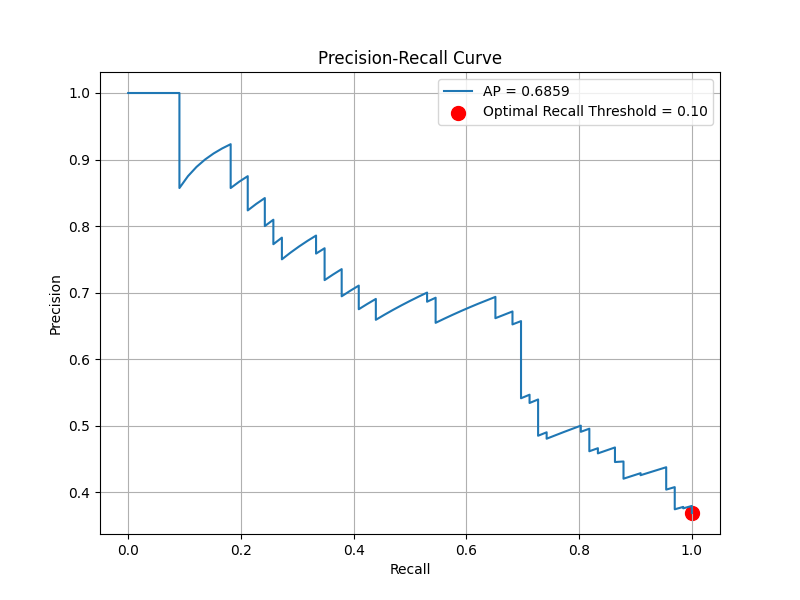 Precision-Recall Curve
AP = 0.6859
Optimal Recall Threshold = 0.10
1.0
0.9
0.8
0.7
0.6
0.5
0.4
Precision
0.0 0.2 0.4 0.6 0.8 1.0
Recall